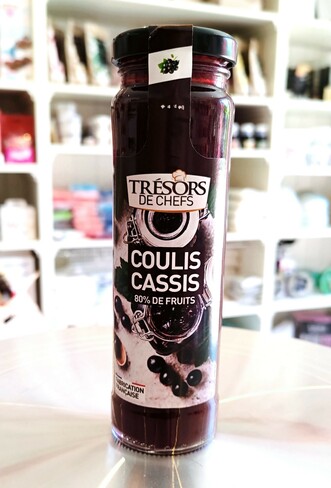 TRÉSORS
DE CHEFS
COULIS
CASSIS
80% DE FRUITS
FABRICATION
FRANÇAISE